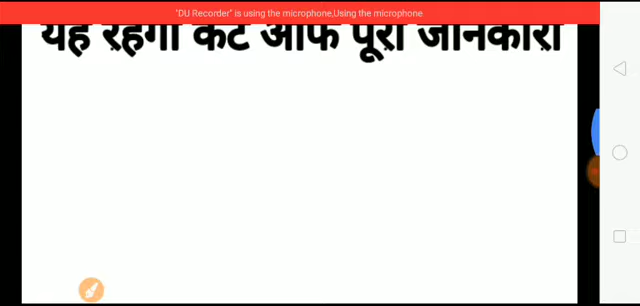 "DU Recorder" is using the microphone,Using the microphone
यह रहेगी कट ऑफ पूरी जानकारी